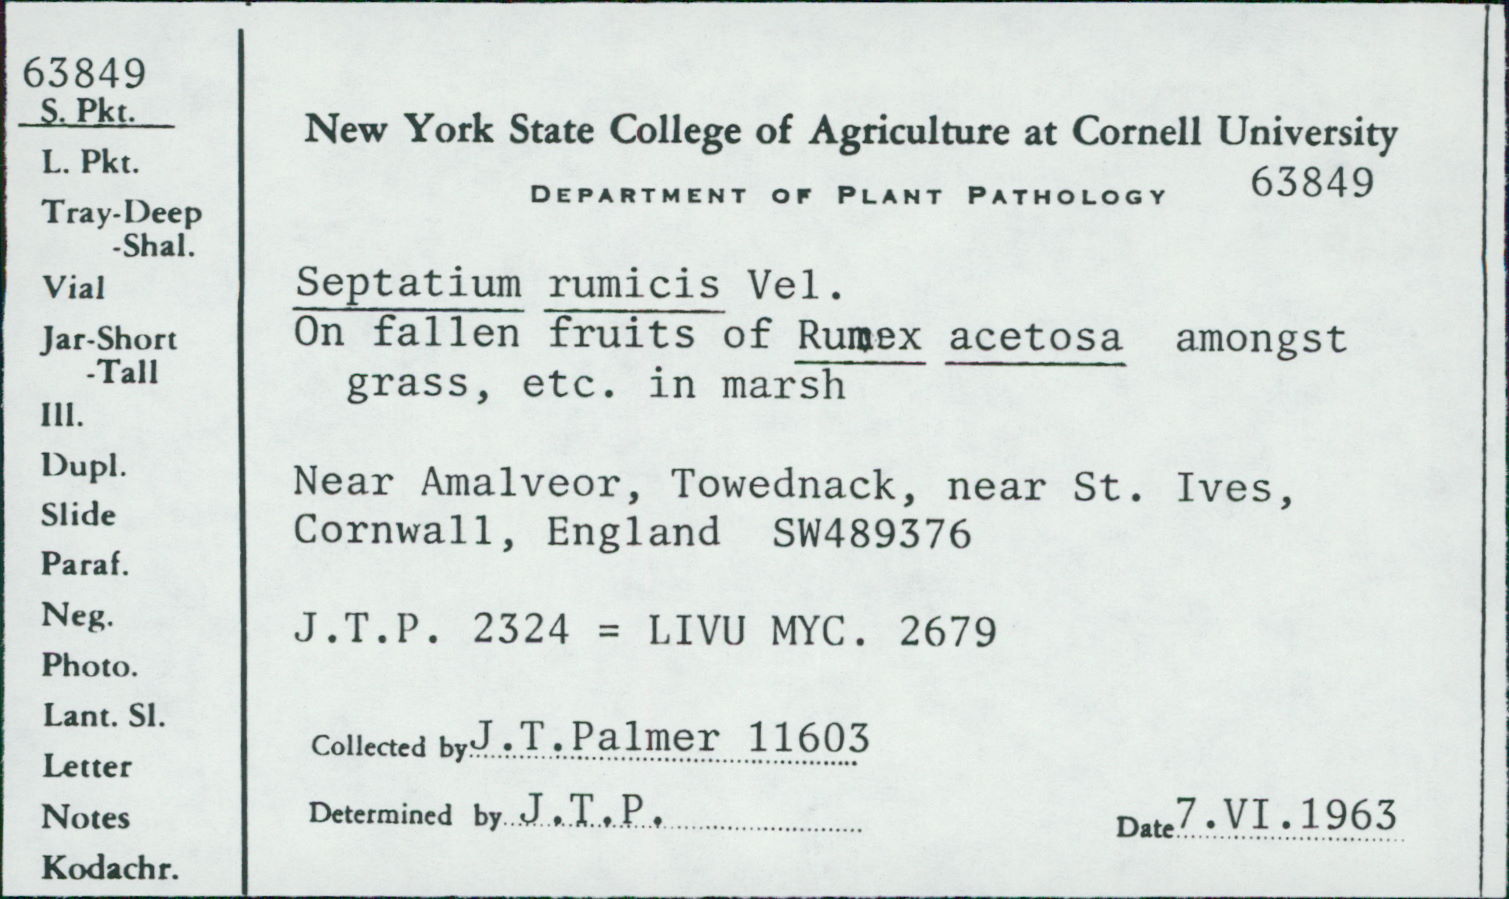 63849
S. Pkt.
L. Pkt.
Tray-Deep
-Shal.
Vial
Jar-Short
-Tall
Ill.
Dupl.
Slide
Paraf.
Neg.
Photo.
Lant. Sl.
Letter
Notes
Kodachr.
New York State College of Agriculture at Cornell University
DEPARTMENT OF PLANT PATHOLOGY 63849
Septatium rumicis Vel.
On fallen fruits of Rumex acetosa amongst
grass, etc. in marsh
Near Amalveor, Towednack, near St. Ives,
Cornwall, England SW489376
J.T.P. 2324 = LIVU MYC. 2679
Collected by J.T.Palmer 11603
Determined by J.T.P. Date 7.VI.1963